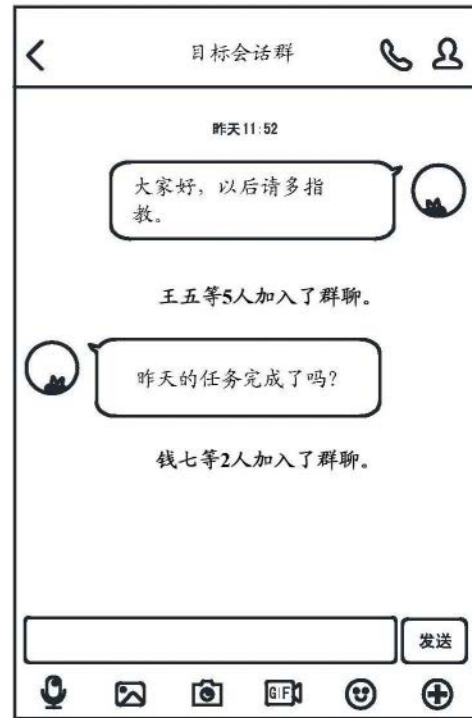 目标会话群
昨天11:52
大家好，以后请多指
教。
王五等5人加入了群聊。
昨天的任务完成了吗？
钱七等2人加入了群聊。
发送
GIF